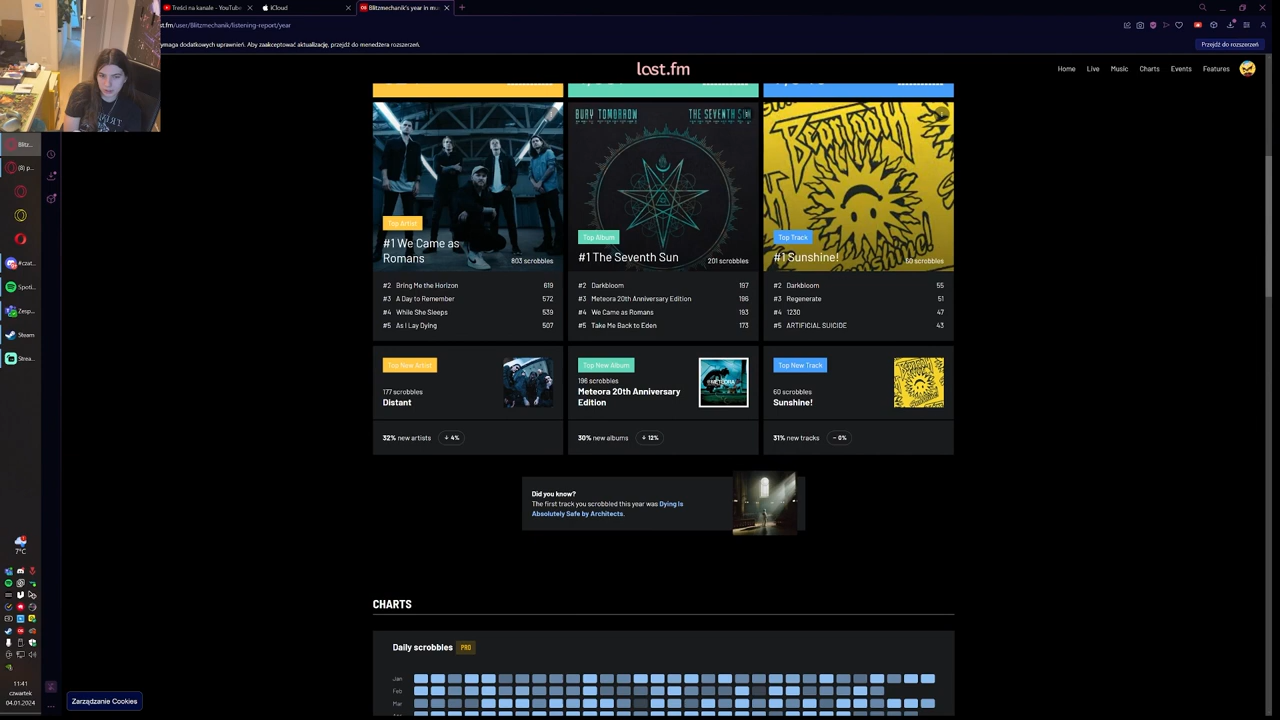 Treści na kanale - YouTube
iCloud
Blitzmechanik's year in mu
st.fm/user/Blitzmechanik/listening-report/year
ymaga dodatkowych uprawnień. Aby zaakceptować aktualizację, przejdź do menedżera rozszerzeń.
Przejdź do rozszerzeń
last.fm
Home Live Music Charts Events Features
BURY TOMORROW
THE SEVENTH SUN
Beartooth
Sunshine!
Top Artist
#1 We Came as
Romans
803 scrobbles
#2 Bring Me the Horizon 619
#3 A Day to Remember 572
#4 While She Sleeps 539
#5 As I Lay Dying 507
Top Album
#1 The Seventh Sun
201 scrobbles
#2 Darkbloom 197
#3 Meteora 20th Anniversary Edition 196
#4 We Came as Romans 193
#5 Take Me Back to Eden 173
Top Track
#1 Sunshine!
60 scrobbles
#2 Darkbloom 55
#3 Regenerate 51
#4 1230 47
#5 ARTIFICIAL SUICIDE 43
Top New Artist
177 scrobbles
Distant
32% new artists ↓ 4%
Top New Album
196 scrobbles
Meteora 20th Anniversary
Edition
METEORA
30% new albums ↓ 12%
Top New Track
60 scrobbles
Sunshine!
31% new tracks – 0%
Did you know?
The first track you scrobbled this year was Dying Is
Absolutely Safe by Architects.
CHARTS
Daily scrobbles PRO
Jan
Feb
Mar
Blitz...
(8) p...
#czat...
Spoti...
Zesp...
Steam
Strea...
7°C
11:41
czwartek
04.01.2024
Zarządzanie Cookies